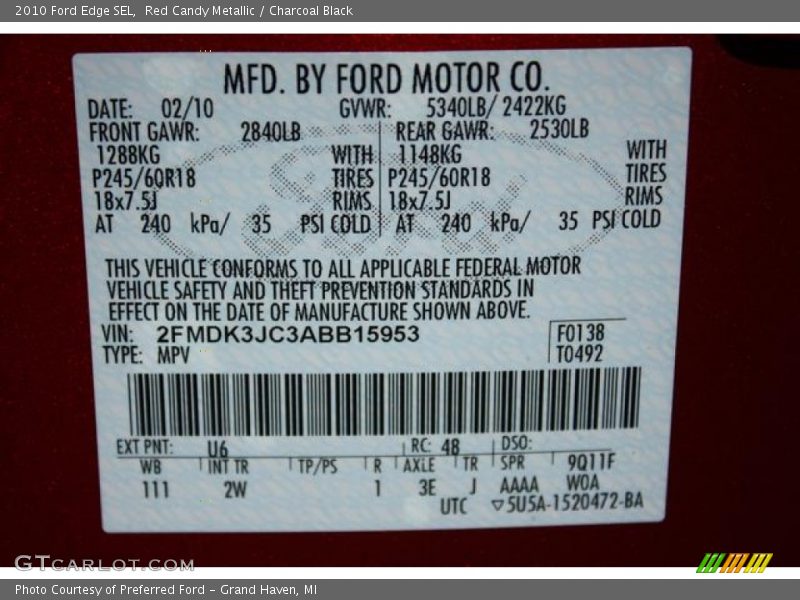 2010 Ford Edge SEL, Red Candy Metallic / Charcoal Black
MFD. BY FORD MOTOR CO.
DATE: 02/10 GVWR: 5340LB/ 2422KG
FRONT GAWR: 2840LB REAR GAWR: 2530LB
1288KG WITH 1148KG WITH
P245/60R18 TIRES P245/60R18 TIRES
18x7.5J RIMS 18x7.5J RIMS
AT 240 kPa/ 35 PSI COLD AT 240 kPa/ 35 PSI COLD
THIS VEHICLE CONFORMS TO ALL APPLICABLE FEDERAL MOTOR
VEHICLE SAFETY AND THEFT PREVENTION STANDARDS IN
EFFECT ON THE DATE OF MANUFACTURE SHOWN ABOVE.
VIN: 2FMDK3JC3ABB15953 F0138
TYPE: MPV T0492
EXT PNT: U6 RC: 48 DSO:
WB INT TR TP/PS R AXLE TR SPR 9Q11F
111 2W 1 3E J AAAA WOA
UTC ▽5U5A-1520472-BA
GTCARLOT.COM
Photo Courtesy of Preferred Ford – Grand Haven, MI